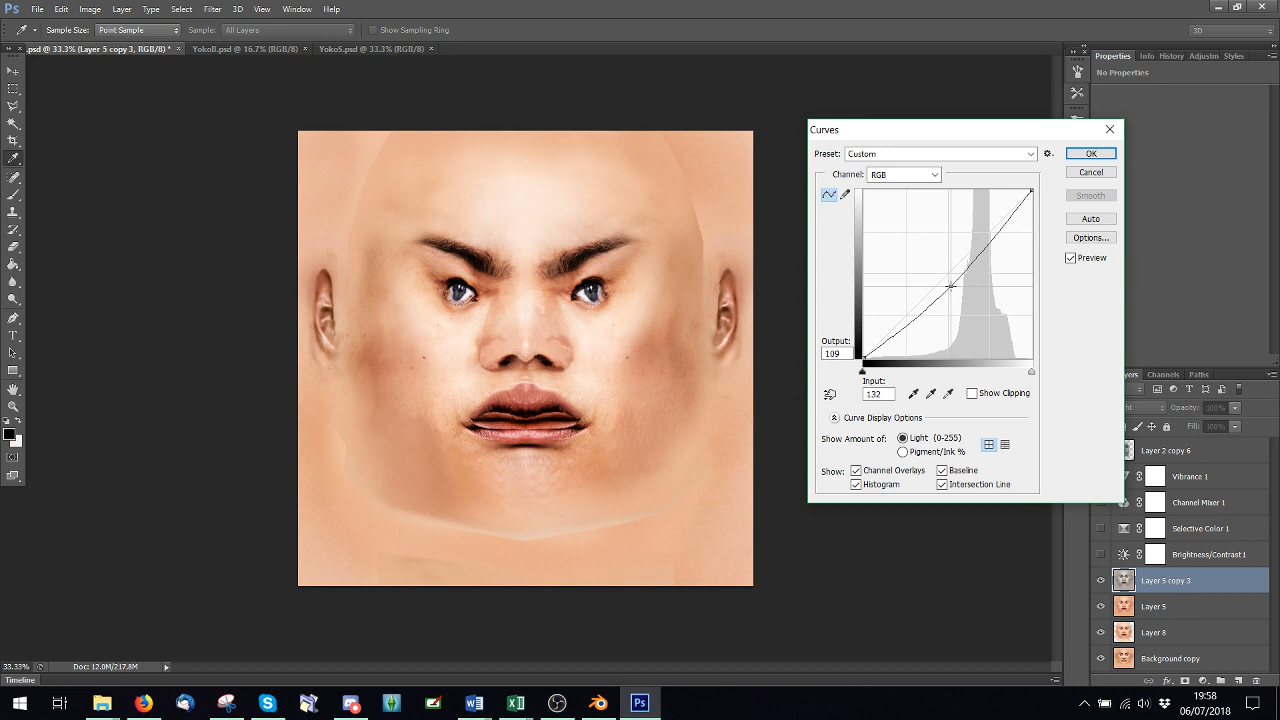 Ps File Edit Image Layer Type Select Filter 3D View Window Help
Sample Size: Point Sample Sample: All Layers Show Sampling Ring 3D
.psd @ 33.3% (Layer 5 copy 3, RGB/8) * × YokoB.psd @ 16.7% (RGB/8) × YokoS.psd @ 33.3% (RGB/8) ×
Properties Info History Adjustm Styles
No Properties
Curves
Preset: Custom
OK
Channel: RGB
Cancel
Smooth
Auto
Options...
Preview
Output:
109
Input:
132
Show Clipping
Curve Display Options
Show Amount of: Light (0-255)
Pigment/Ink %
Show: Channel Overlays Baseline
Histogram Intersection Line
Channels Paths
Opacity: 100%
Fill: 100%
Layer 2 copy 6
Vibrance 1
Channel Mixer 1
Selective Color 1
Brightness/Contrast 1
Layer 5 copy 3
Layer 5
Layer 8
Background copy
33.33% Doc: 12.0M/217.8M
Timeline
19:58
06/07/2018